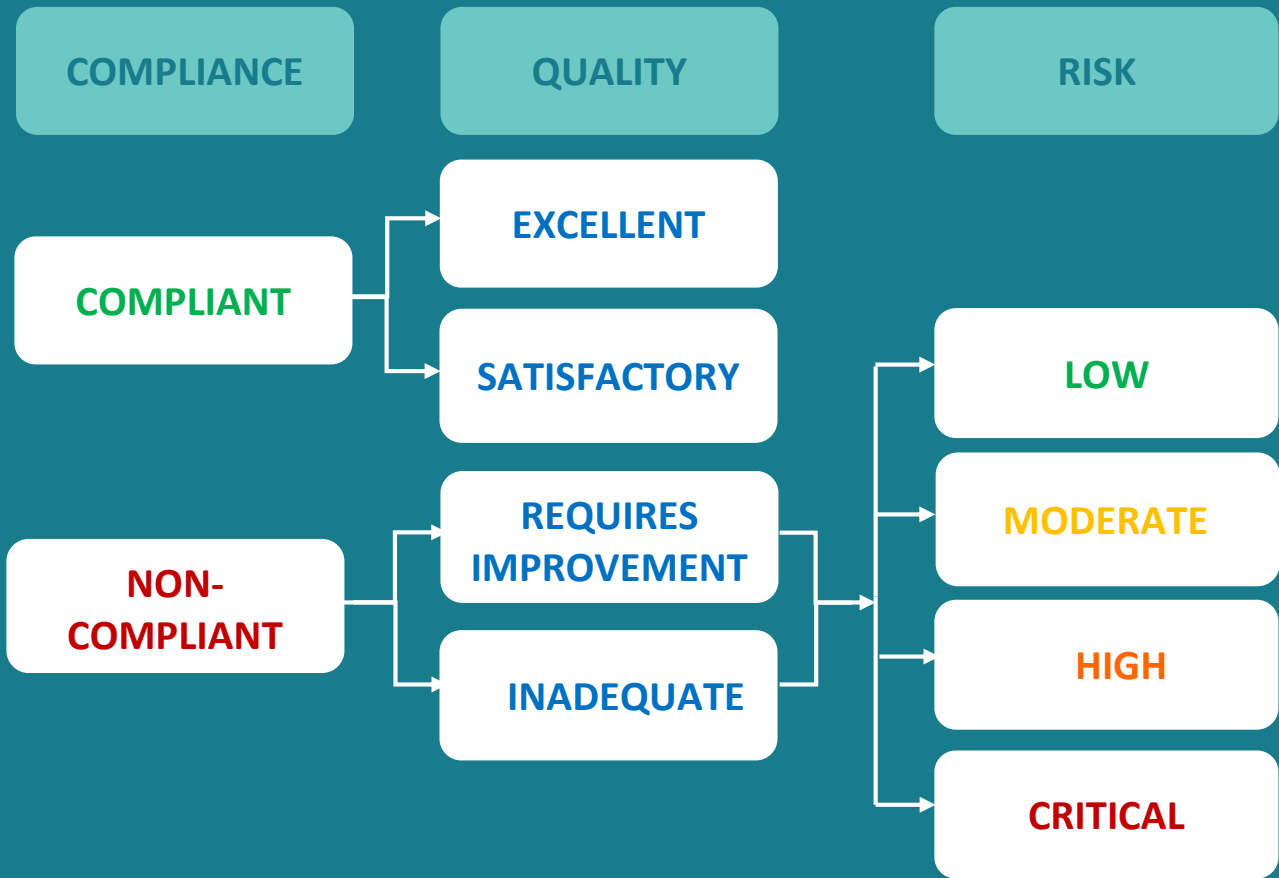 COMPLIANCE
QUALITY
RISK
COMPLIANT
EXCELLENT
SATISFACTORY
NON-
COMPLIANT
REQUIRES
IMPROVEMENT
INADEQUATE
LOW
MODERATE
HIGH
CRITICAL